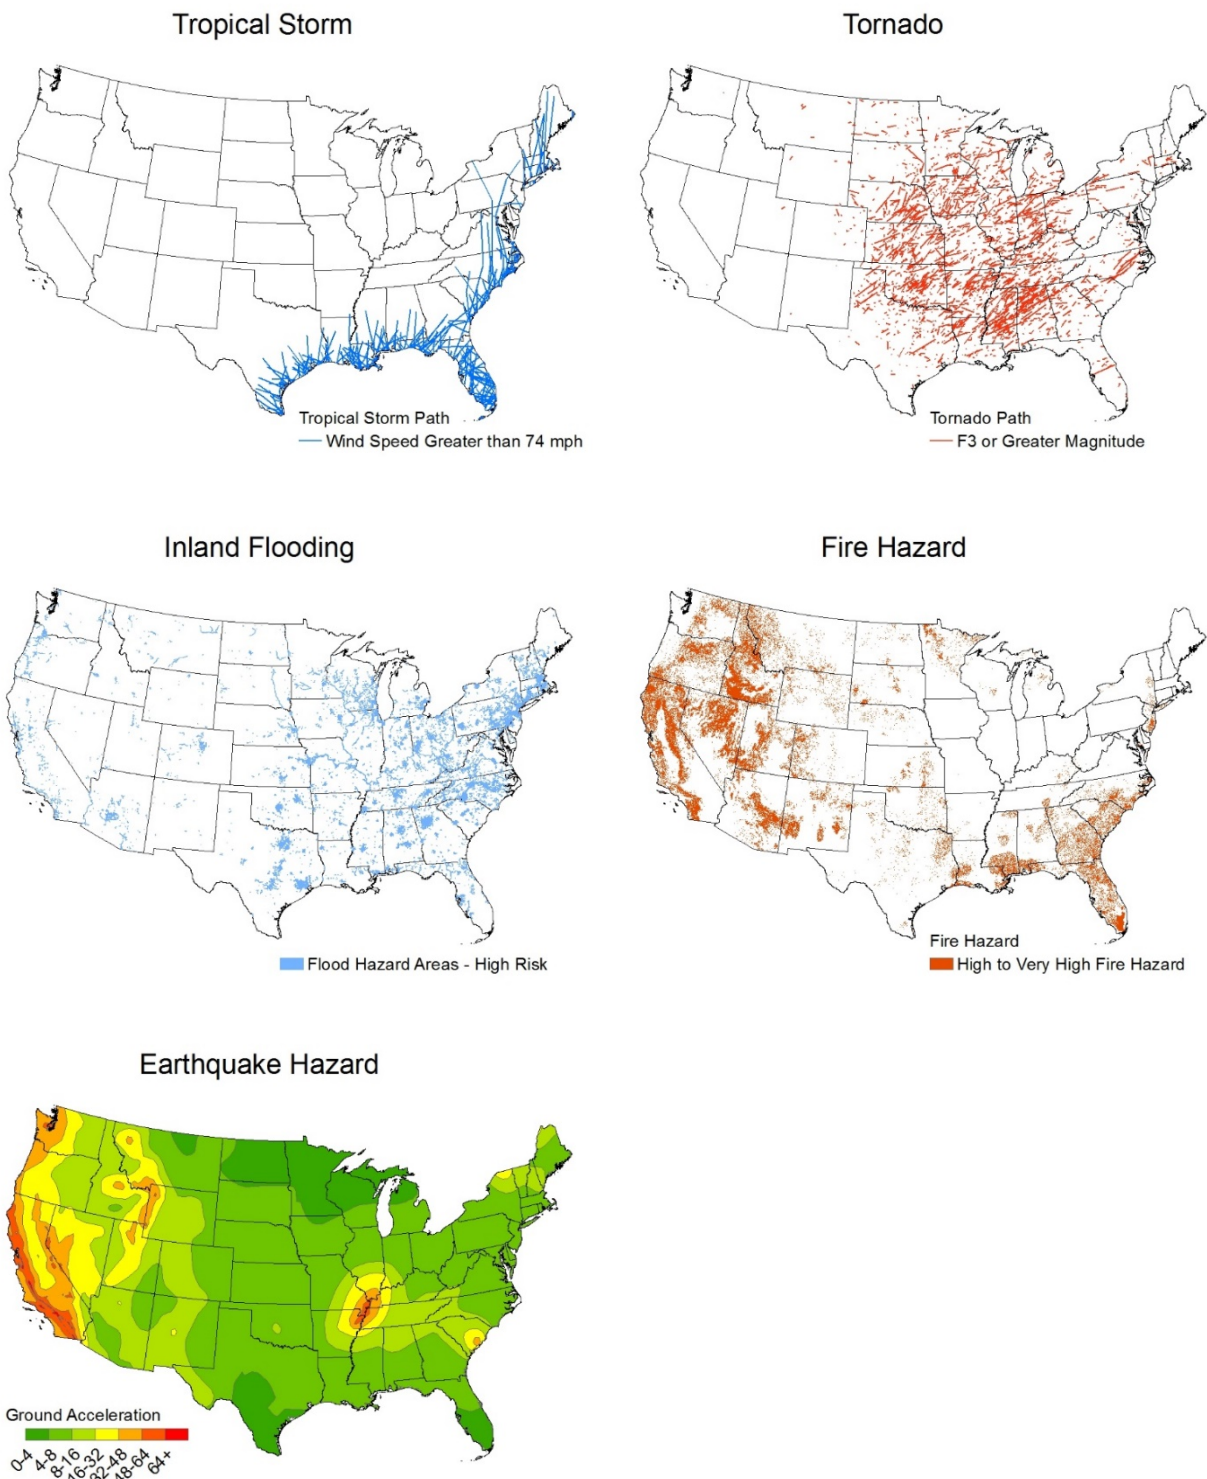 Tropical Storm
Tropical Storm Path
Wind Speed Greater than 74 mph
Tornado
Tornado Path
F3 or Greater Magnitude
Inland Flooding
Flood Hazard Areas - High Risk
Fire Hazard
Fire Hazard
High to Very High Fire Hazard
Earthquake Hazard
Ground Acceleration
0-4
4-8
8-16
16-32
32-48
48-64
64+